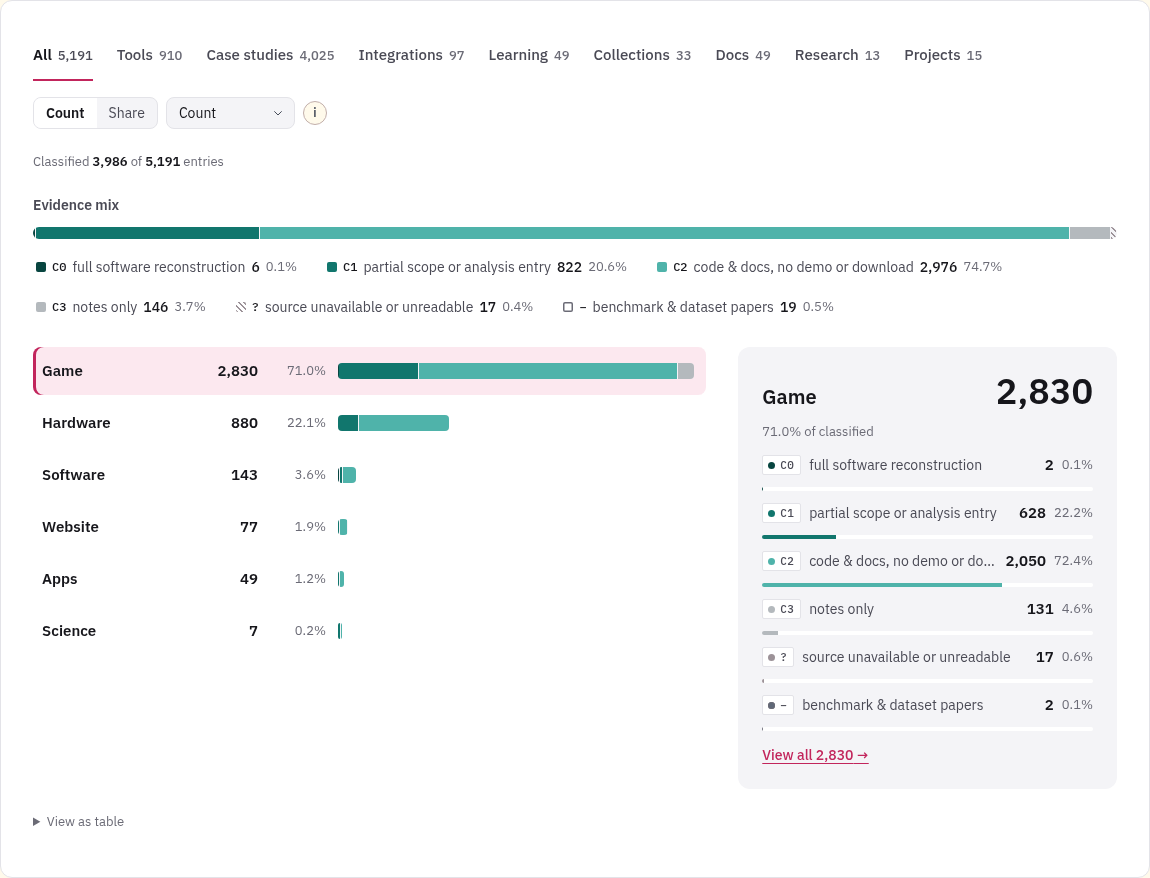 All 5,191 Tools 910 Case studies 4,025 Integrations 97 Learning 49 Collections 33 Docs 49 Research 13 Projects 15
Count Share Count i
Classified 3,986 of 5,191 entries
Evidence mix
C0 full software reconstruction 6 0.1% C1 partial scope or analysis entry 822 20.6% C2 code & docs, no demo or download 2,976 74.7%
C3 notes only 146 3.7% ? source unavailable or unreadable 17 0.4% – benchmark & dataset papers 19 0.5%
Game 2,830 71.0%
Hardware 880 22.1%
Software 143 3.6%
Website 77 1.9%
Apps 49 1.2%
Science 7 0.2%
Game 2,830
71.0% of classified
C0 full software reconstruction 2 0.1%
C1 partial scope or analysis entry 628 22.2%
C2 code & docs, no demo or do... 2,050 72.4%
C3 notes only 131 4.6%
? source unavailable or unreadable 17 0.6%
– benchmark & dataset papers 2 0.1%
View all 2,830 →
▶ View as table